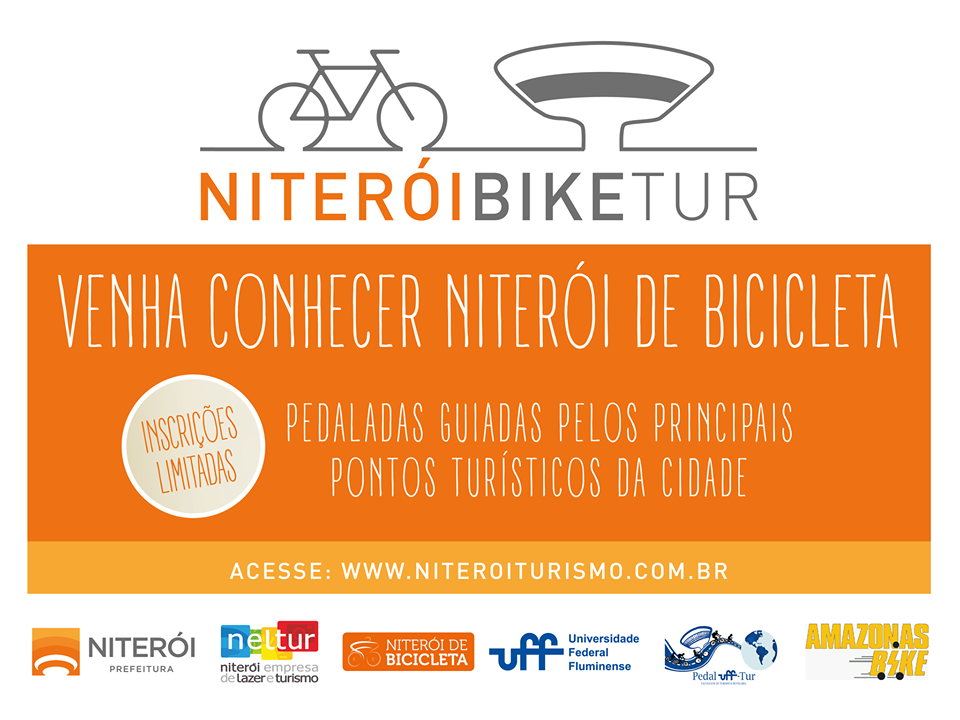 NITERÓIBIKETUR
VENHA CONHECER NITERÓI DE BICICLETA
INSCRIÇÕES
LIMITADAS
PEDALADAS GUIADAS PELOS PRINCIPAIS
PONTOS TURÍSTICOS DA CIDADE
ACESSE: WWW.NITEROITURISMO.COM.BR
NITERÓI
PREFEITURA
neltur
niterói empresa
de lazer e turismo
NITERÓI DE
BICICLETA
uff
Universidade
Federal
Fluminense
Pedal uff-Tur
AMAZONAS
BIKE